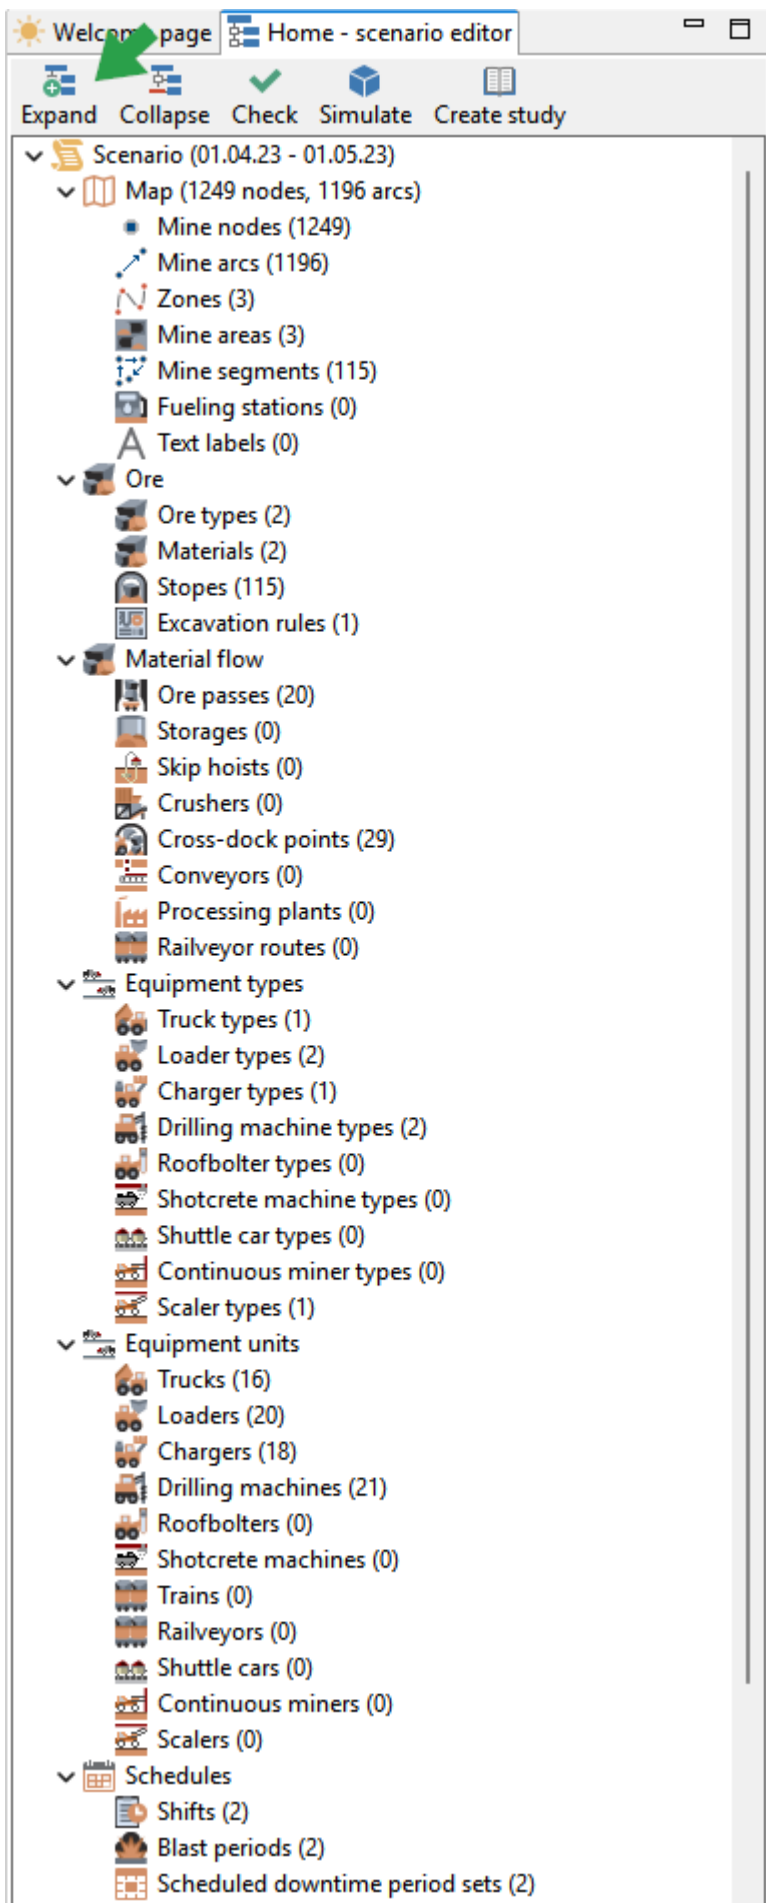 Welcome page Home - scenario editor
Expand Collapse Check Simulate Create study
Scenario (01.04.23 - 01.05.23)
Map (1249 nodes, 1196 arcs)
Mine nodes (1249)
Mine arcs (1196)
Zones (3)
Mine areas (3)
Mine segments (115)
Fueling stations (0)
Text labels (0)
Ore
Ore types (2)
Materials (2)
Stopes (115)
Excavation rules (1)
Material flow
Ore passes (20)
Storages (0)
Skip hoists (0)
Crushers (0)
Cross-dock points (29)
Conveyors (0)
Processing plants (0)
Railveyor routes (0)
Equipment types
Truck types (1)
Loader types (2)
Charger types (1)
Drilling machine types (2)
Roofbolter types (0)
Shotcrete machine types (0)
Shuttle car types (0)
Continuous miner types (0)
Scaler types (1)
Equipment units
Trucks (16)
Loaders (20)
Chargers (18)
Drilling machines (21)
Roofbolters (0)
Shotcrete machines (0)
Trains (0)
Railveyors (0)
Shuttle cars (0)
Continuous miners (0)
Scalers (0)
Schedules
Shifts (2)
Blast periods (2)
Scheduled downtime period sets (2)